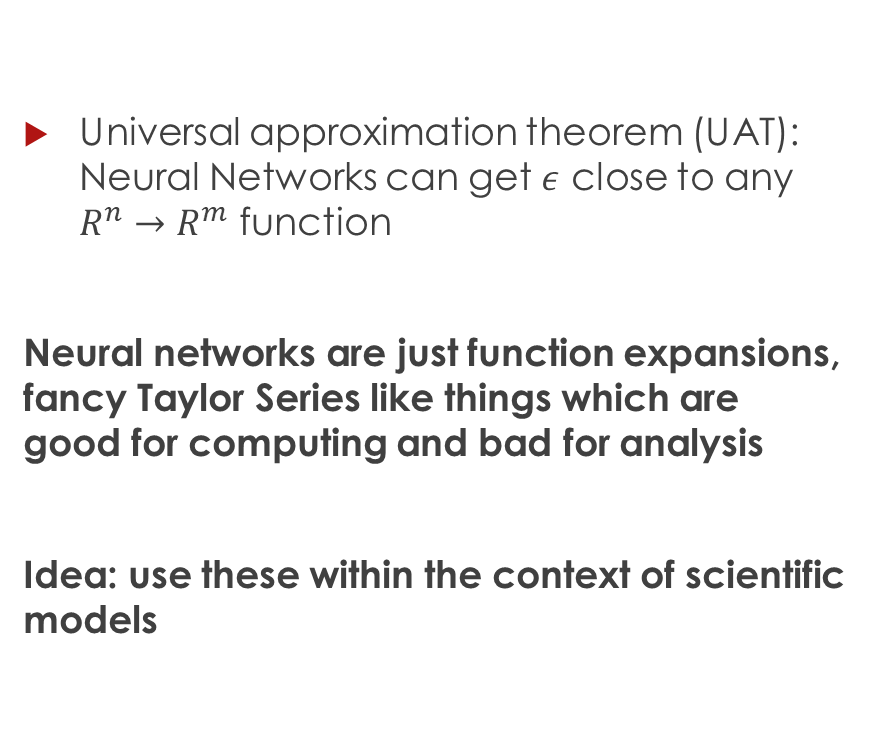 Universal approximation theorem (UAT):
Neural Networks can get ϵ close to any
𝑅ⁿ → 𝑅ᵐ function
Neural networks are just function expansions,
fancy Taylor Series like things which are
good for computing and bad for analysis
Idea: use these within the context of scientific
models